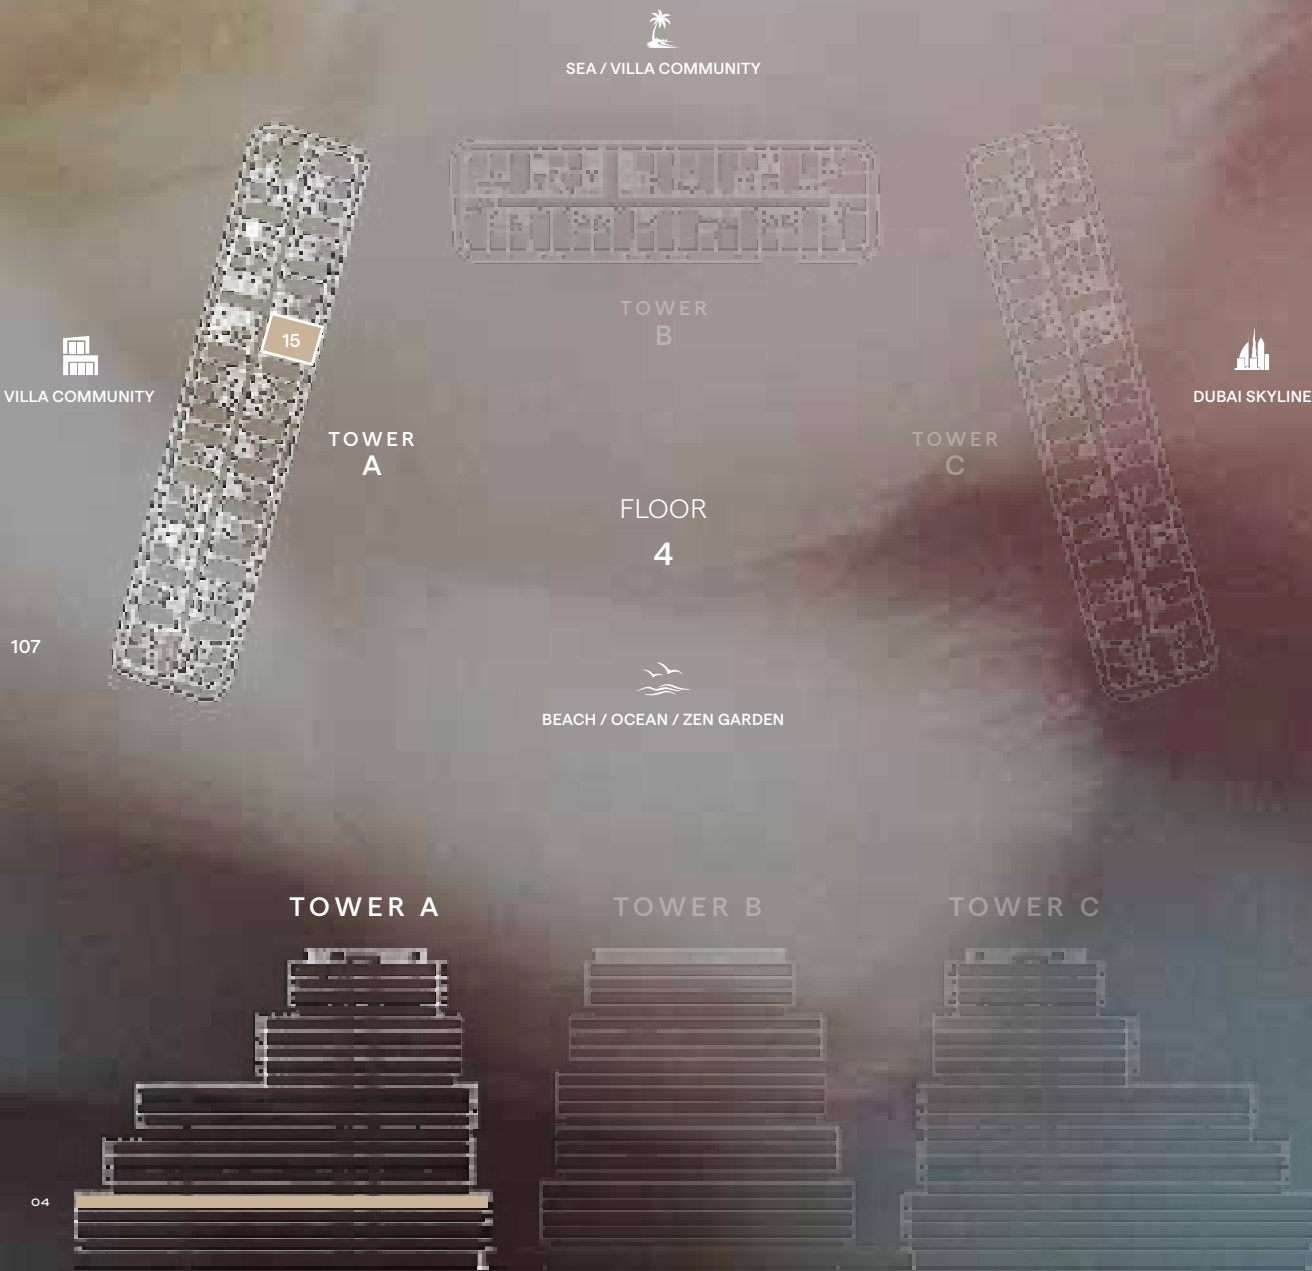 SEA / VILLA COMMUNITY
TOWER
B
15
VILLA COMMUNITY
DUBAI SKYLINE
TOWER
A
TOWER
C
FLOOR
4
107
BEACH / OCEAN / ZEN GARDEN
TOWER A
TOWER B
TOWER C
04